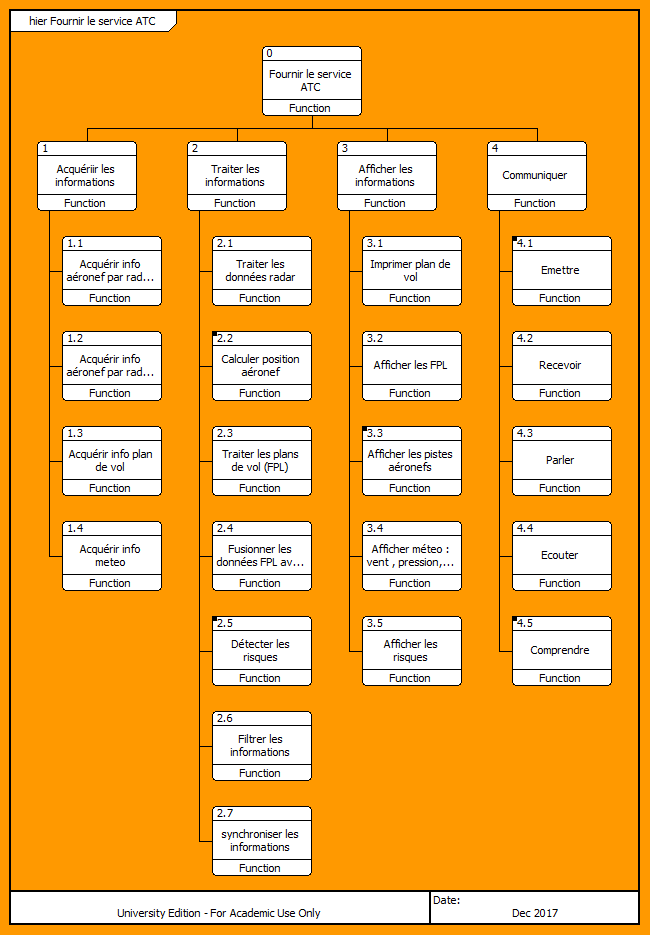 hier Fournir le service ATC
0
Fournir le service
ATC
Function
1
Acquériir les
informations
Function
2
Traiter les
informations
Function
3
Afficher les
informations
Function
4
Communiquer
Function
1.1
Acquérir info
aéronef par rad...
Function
2.1
Traiter les
données radar
Function
3.1
Imprimer plan de
vol
Function
4.1
Emettre
Function
1.2
Acquérir info
aéronef par rad...
Function
2.2
Calculer position
aéronef
Function
3.2
Afficher les FPL
Function
4.2
Recevoir
Function
1.3
Acquérir info plan
de vol
Function
2.3
Traiter les plans
de vol (FPL)
Function
3.3
Afficher les pistes
aéronefs
Function
4.3
Parler
Function
1.4
Acquérir info
meteo
Function
2.4
Fusionner les
données FPL av...
Function
3.4
Afficher méteo :
vent , pression,...
Function
4.4
Ecouter
Function
2.5
Détecter les
risques
Function
3.5
Afficher les
risques
Function
4.5
Comprendre
Function
2.6
Filtrer les
informations
Function
2.7
synchroniser les
informations
Function
University Edition - For Academic Use Only
Date:
Dec 2017